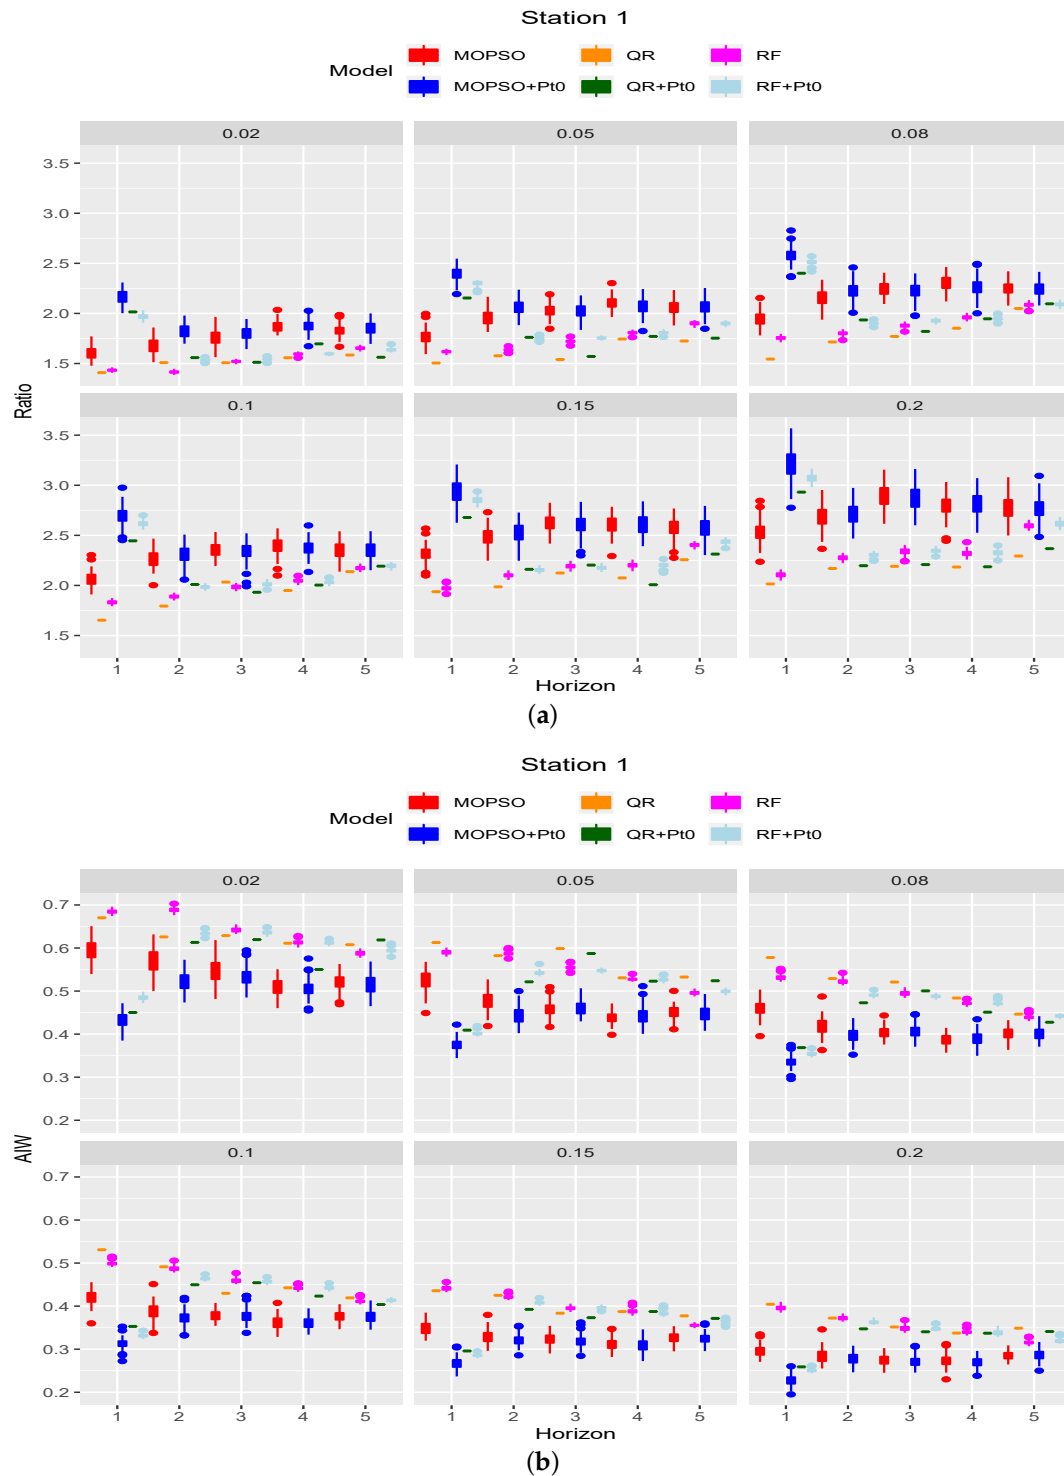 Station 1
Model
MOPSO
QR
RF
MOPSO+Pt0
QR+Pt0
RF+Pt0
0.02
0.05
0.08
3.5
3.0
2.5
2.0
1.5
Ratio
0.1
0.15
0.2
3.5
3.0
2.5
2.0
1.5
1 2 3 4 5
1 2 3 4 5
1 2 3 4 5
Horizon
(a)
Station 1
Model
MOPSO
QR
RF
MOPSO+Pt0
QR+Pt0
RF+Pt0
0.02
0.05
0.08
0.7
0.6
0.5
0.4
0.3
0.2
AIW
0.1
0.15
0.2
0.7
0.6
0.5
0.4
0.3
0.2
1 2 3 4 5
1 2 3 4 5
1 2 3 4 5
Horizon
(b)